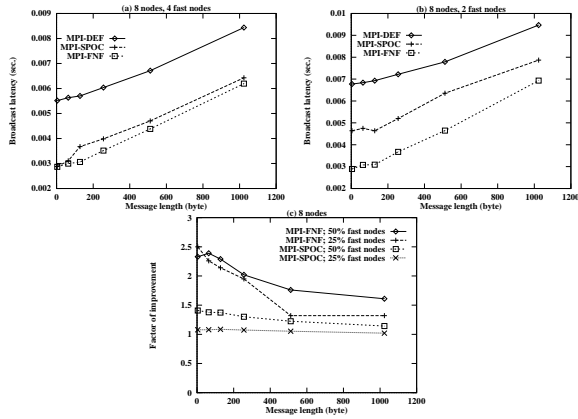 (a) 8 nodes, 4 fast nodes
0.009
0.008
0.007
0.006
0.005
0.004
0.003
0.002
Broadcast latency (sec.)
MPI-DEF
MPI-SPOC
MPI-FNF
0 200 400 600 800 1000 1200
Message length (byte)
(b) 8 nodes, 2 fast nodes
0.01
0.009
0.008
0.007
0.006
0.005
0.004
0.003
0.002
Broadcast latency (sec.)
MPI-DEF
MPI-SPOC
MPI-FNF
0 200 400 600 800 1000 1200
Message length (byte)
(c) 8 nodes
3
2.5
2
1.5
1
0.5
0
Factor of improvement
MPI-FNF; 50% fast nodes
MPI-FNF; 25% fast nodes
MPI-SPOC; 50% fast nodes
MPI-SPOC; 25% fast nodes
0 200 400 600 800 1000 1200
Message length (byte)